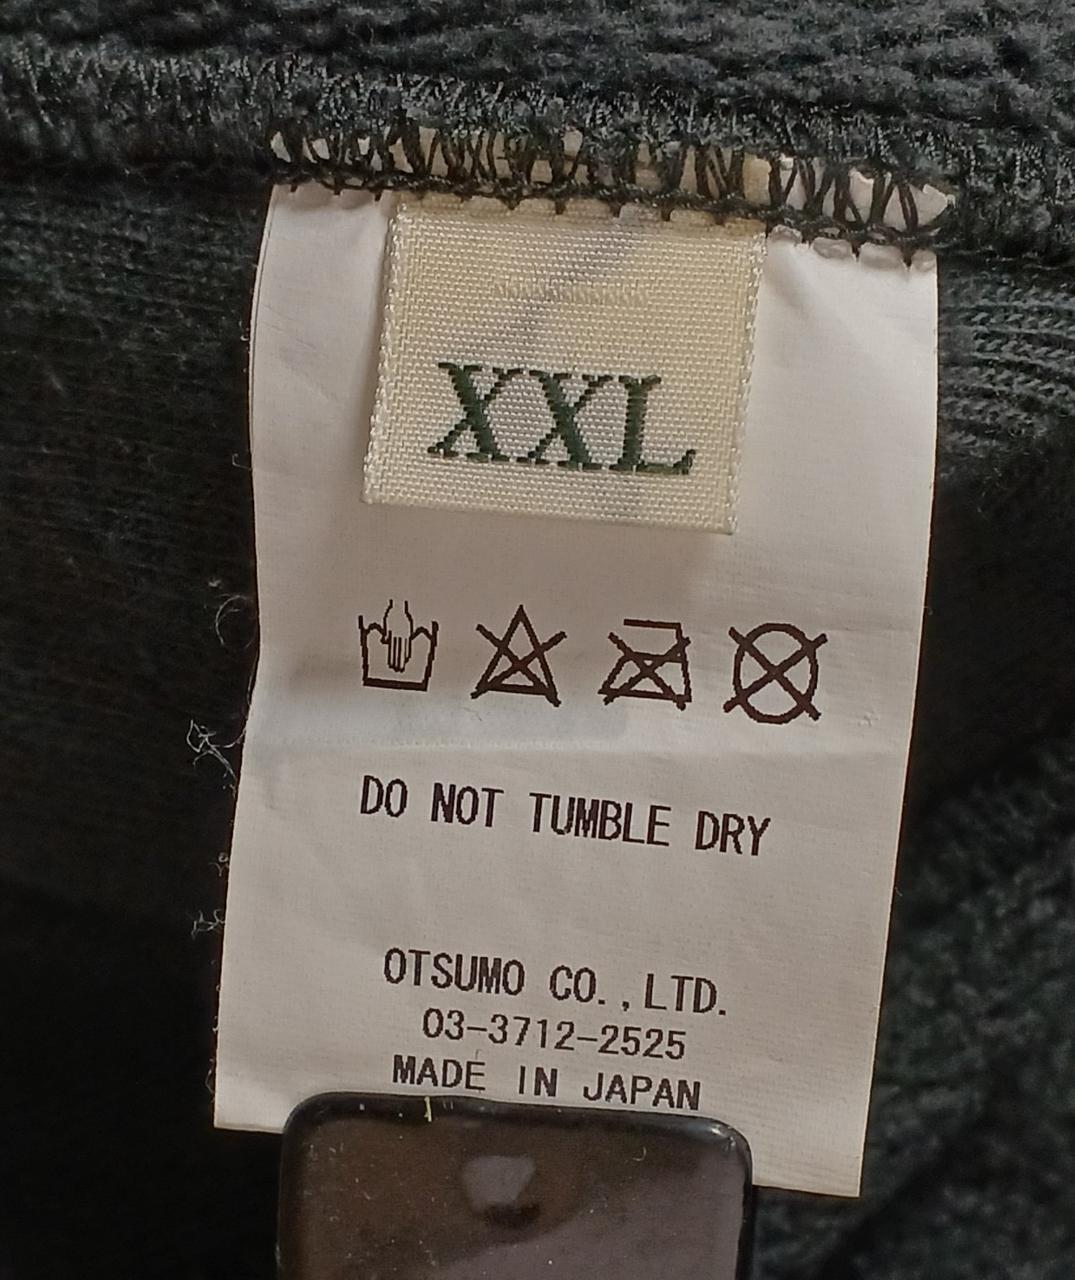 XXL
DO NOT TUMBLE DRY
OTSUMO CO.,LTD.
03-3712-2525
MADE IN JAPAN